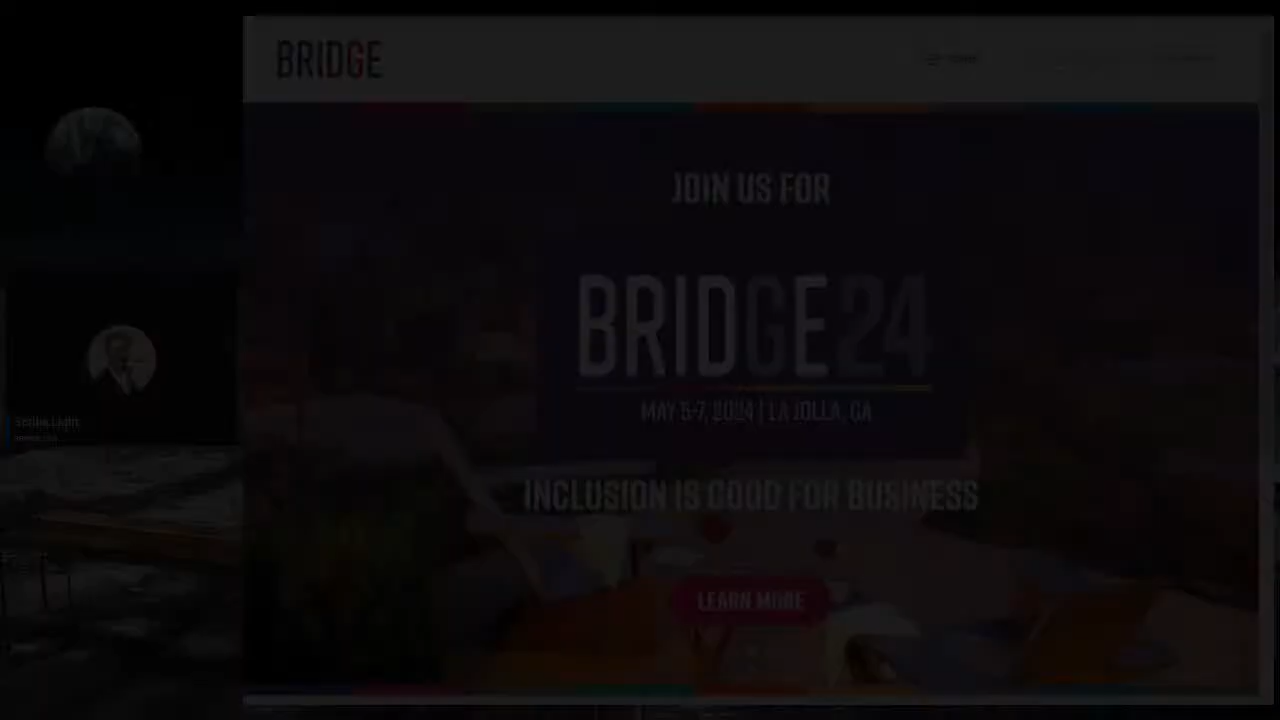 BRIDGE
JOIN US FOR
BRIDGE24
MAY 5-7, 2024 | LA JOLLA, CA
INCLUSION IS GOOD FOR BUSINESS
LEARN MORE